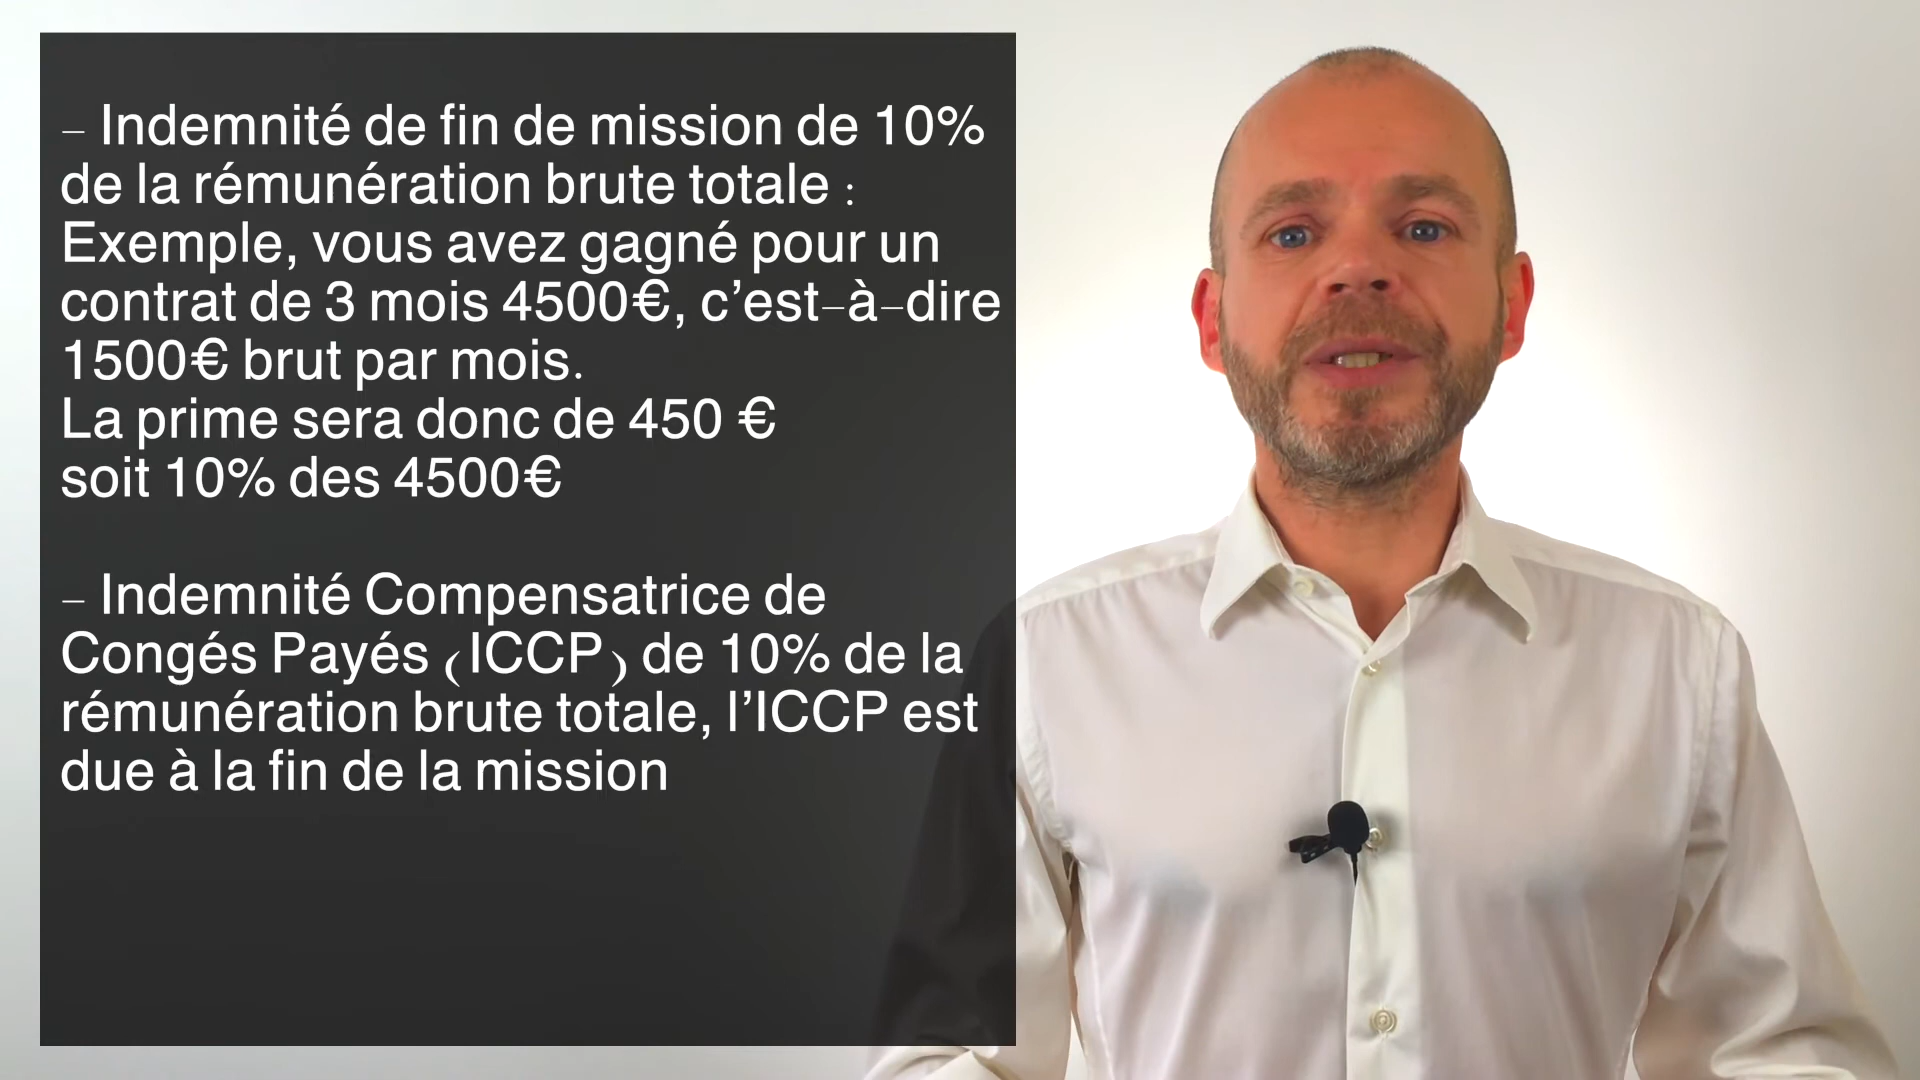 - Indemnité de fin de mission de 10%
de la rémunération brute totale :
Exemple, vous avez gagné pour un
contrat de 3 mois 4500€, c’est-à-dire
1500€ brut par mois.
La prime sera donc de 450 €
soit 10% des 4500€
- Indemnité Compensatrice de
Congés Payés (ICCP) de 10% de la
rémunération brute totale, l’ICCP est
due à la fin de la mission